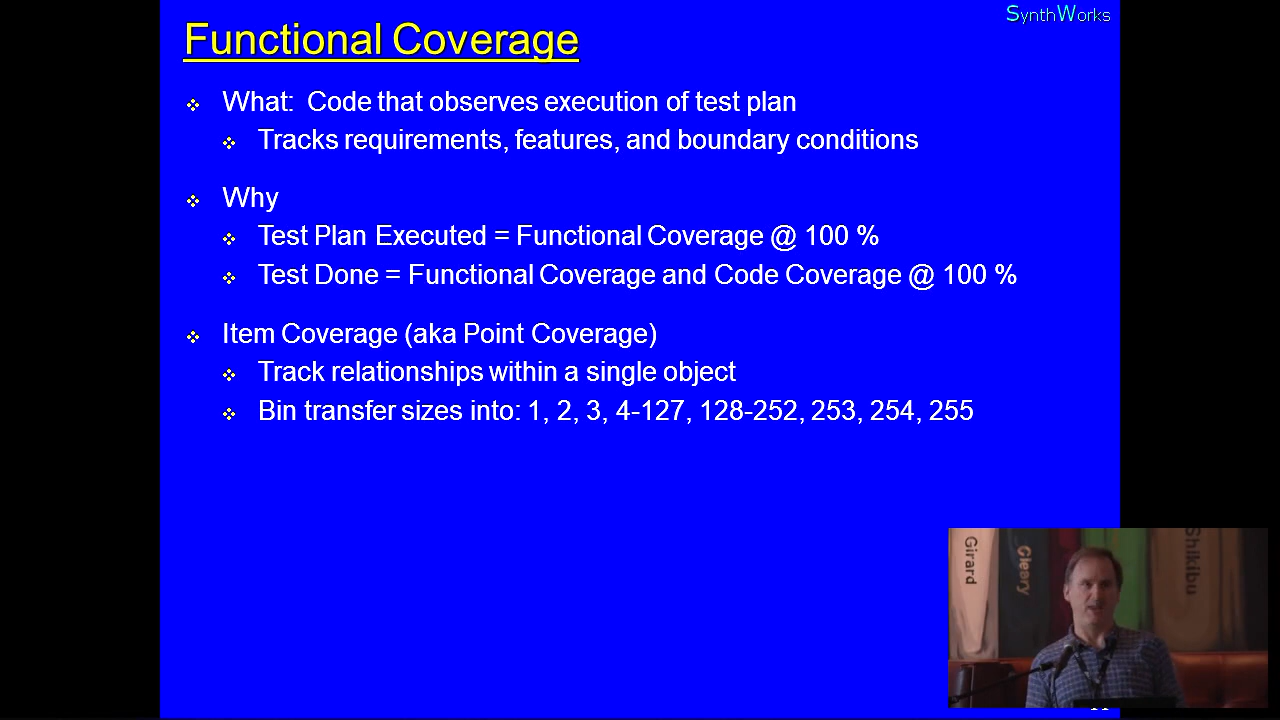 SynthWorks
Functional Coverage
What: Code that observes execution of test plan
Tracks requirements, features, and boundary conditions
Why
Test Plan Executed = Functional Coverage @ 100 %
Test Done = Functional Coverage and Code Coverage @ 100 %
Item Coverage (aka Point Coverage)
Track relationships within a single object
Bin transfer sizes into: 1, 2, 3, 4-127, 128-252, 253, 254, 255
Girard
Cleary
Shikibu